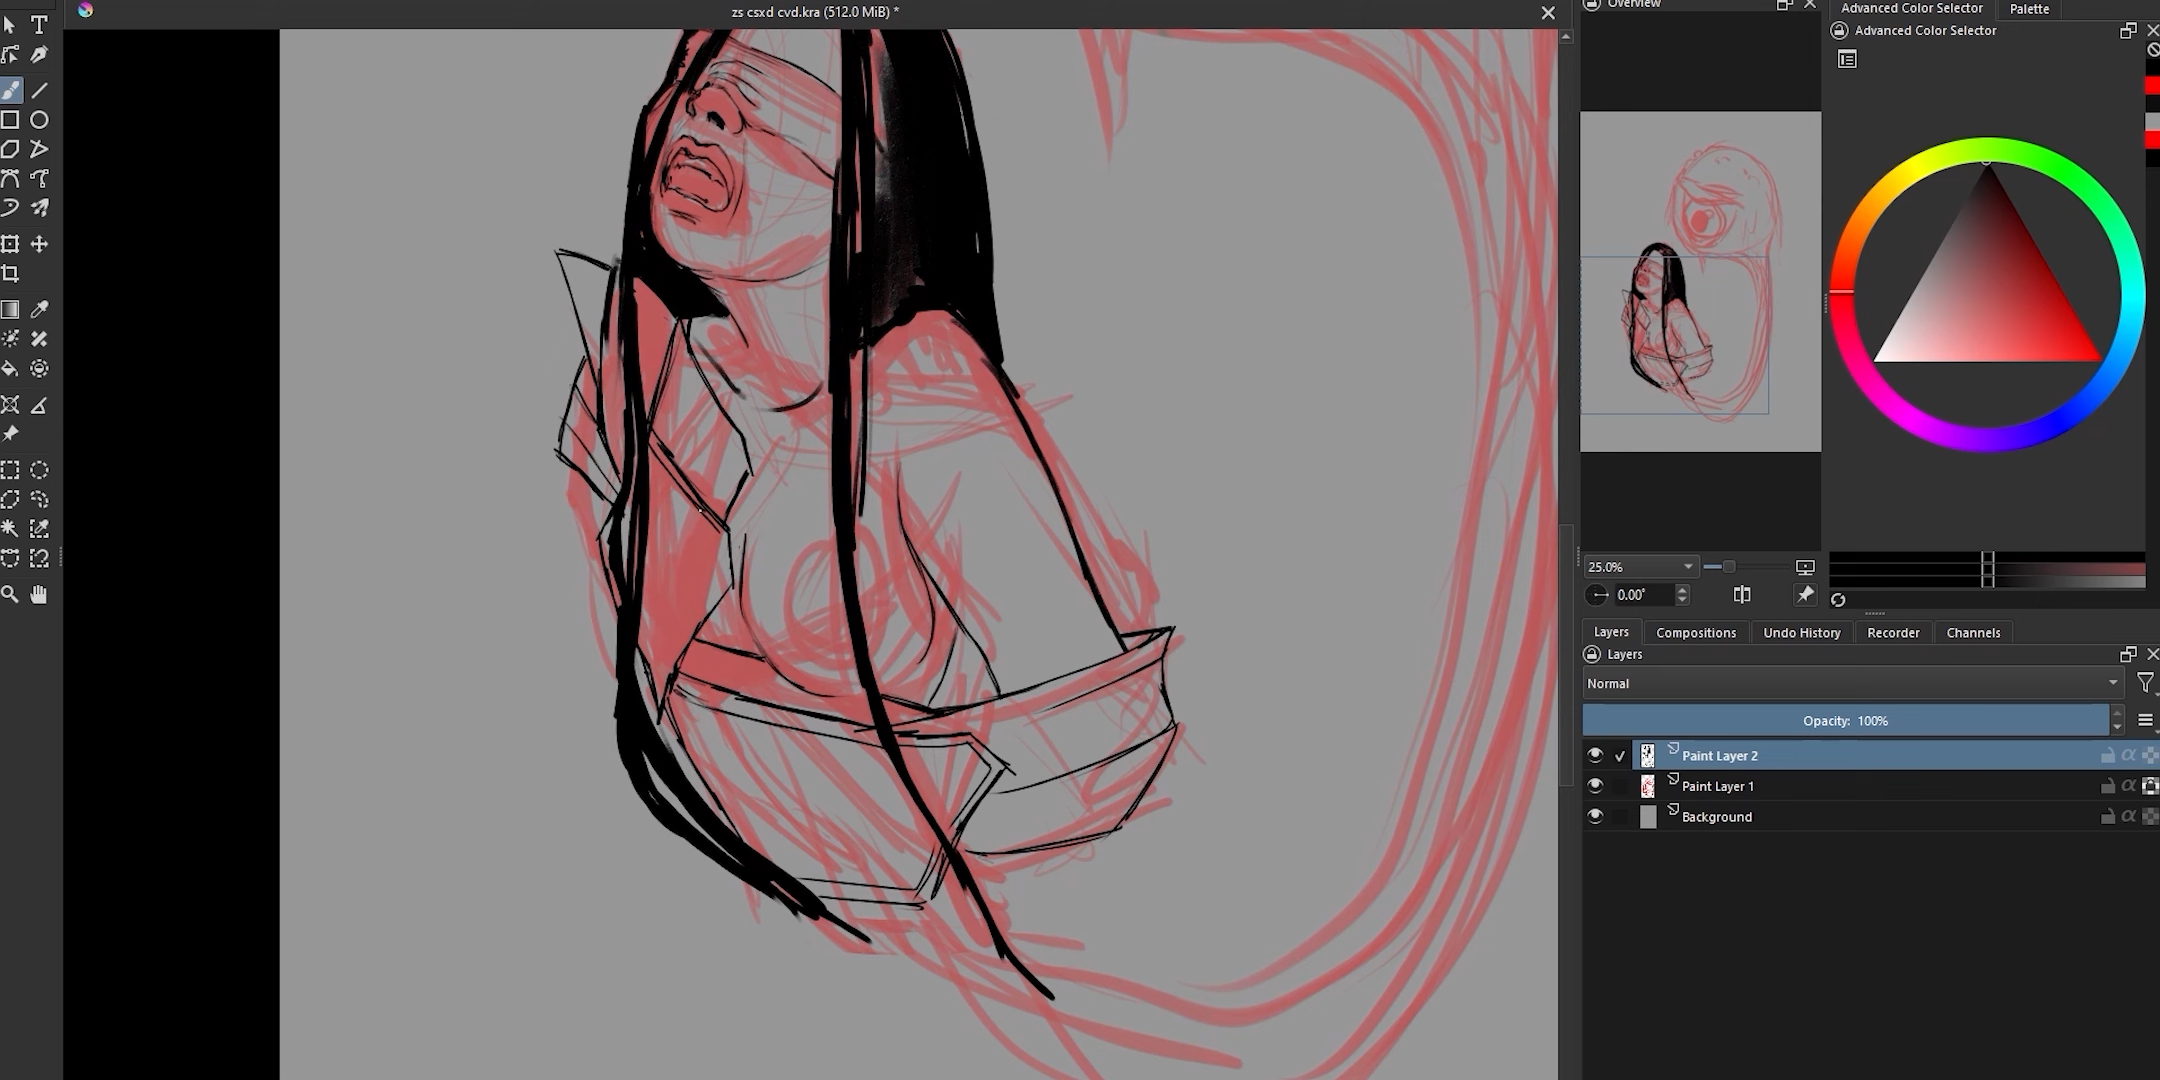 zs csxd cvd.kra (512.0 MiB) *
Overview
Advanced Color Selector
Palette
Advanced Color Selector
25.0%
0.00°
Layers
Compositions
Undo History
Recorder
Channels
Layers
Normal
Opacity: 100%
Paint Layer 2
Paint Layer 1
Background